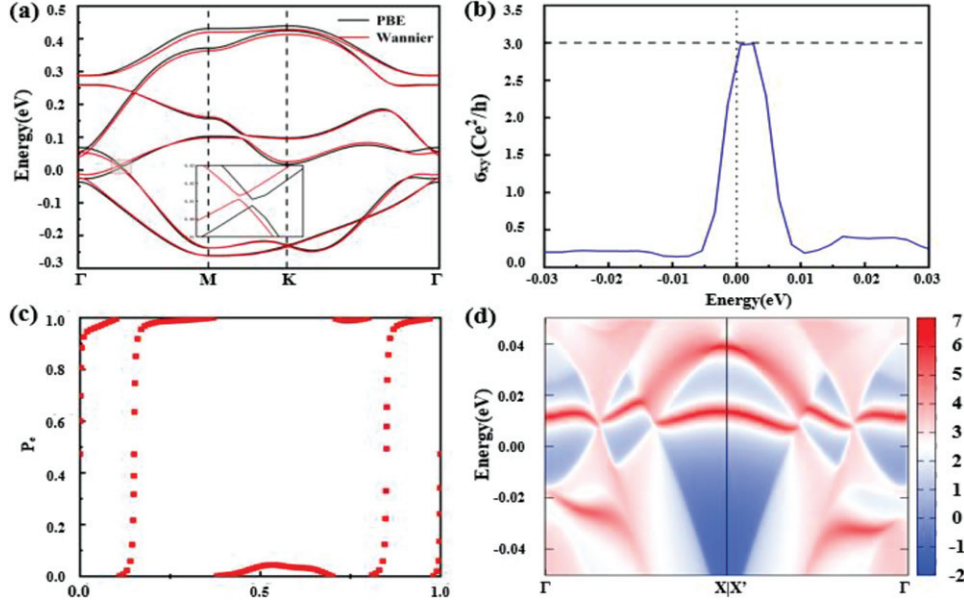 (a)
PBE
Wannier
Energy(eV)
0.5
0.4
0.3
0.2
0.1
0.0
-0.1
-0.2
-0.3
Γ M K Γ
(b)
σxy(Ce²/h)
3.5
3.0
2.5
2.0
1.5
1.0
0.5
0.0
-0.03 -0.02 -0.01 0.00 0.01 0.02 0.03
Energy(eV)
(c)
Pe
1.0
0.8
0.6
0.4
0.2
0.0
0.0 0.5 1.0
(d)
Energy(eV)
0.04
0.02
0.00
-0.02
-0.04
Γ X|X' Γ
7
6
5
4
3
2
1
0
-1
-2